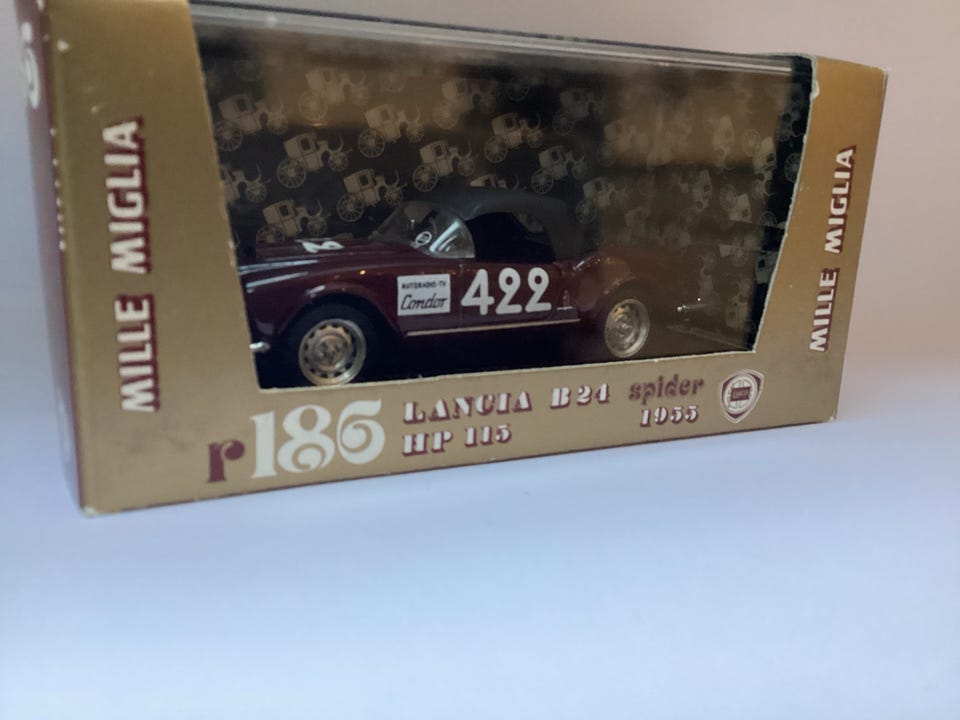 MILLE MIGLIA
AUTORADIO-TV
Condor
422
MILLE MIGLIA
r186
LANCIA B24 spider
HP 115 1955